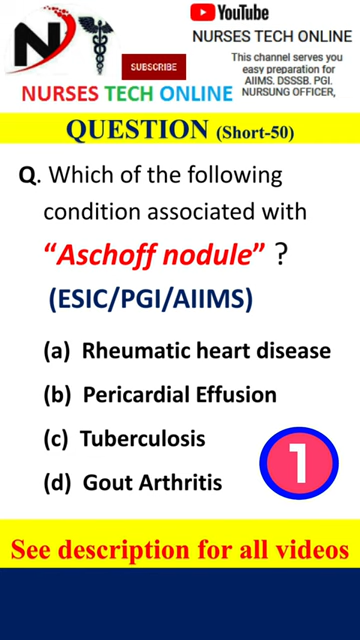 YouTube
NURSES TECH ONLINE
N
SUBSCRIBE
This channel serves you
easy preparation for
AIIMS. DSSSB. PGI.
NURSUNG OFFICER,
NURSES TECH ONLINE
QUESTION (Short-50)
Q. Which of the following
condition associated with
“Aschoff nodule” ?
(ESIC/PGI/AIIMS)
(a) Rheumatic heart disease
(b) Pericardial Effusion
(c) Tuberculosis
(d) Gout Arthritis
1
See description for all videos